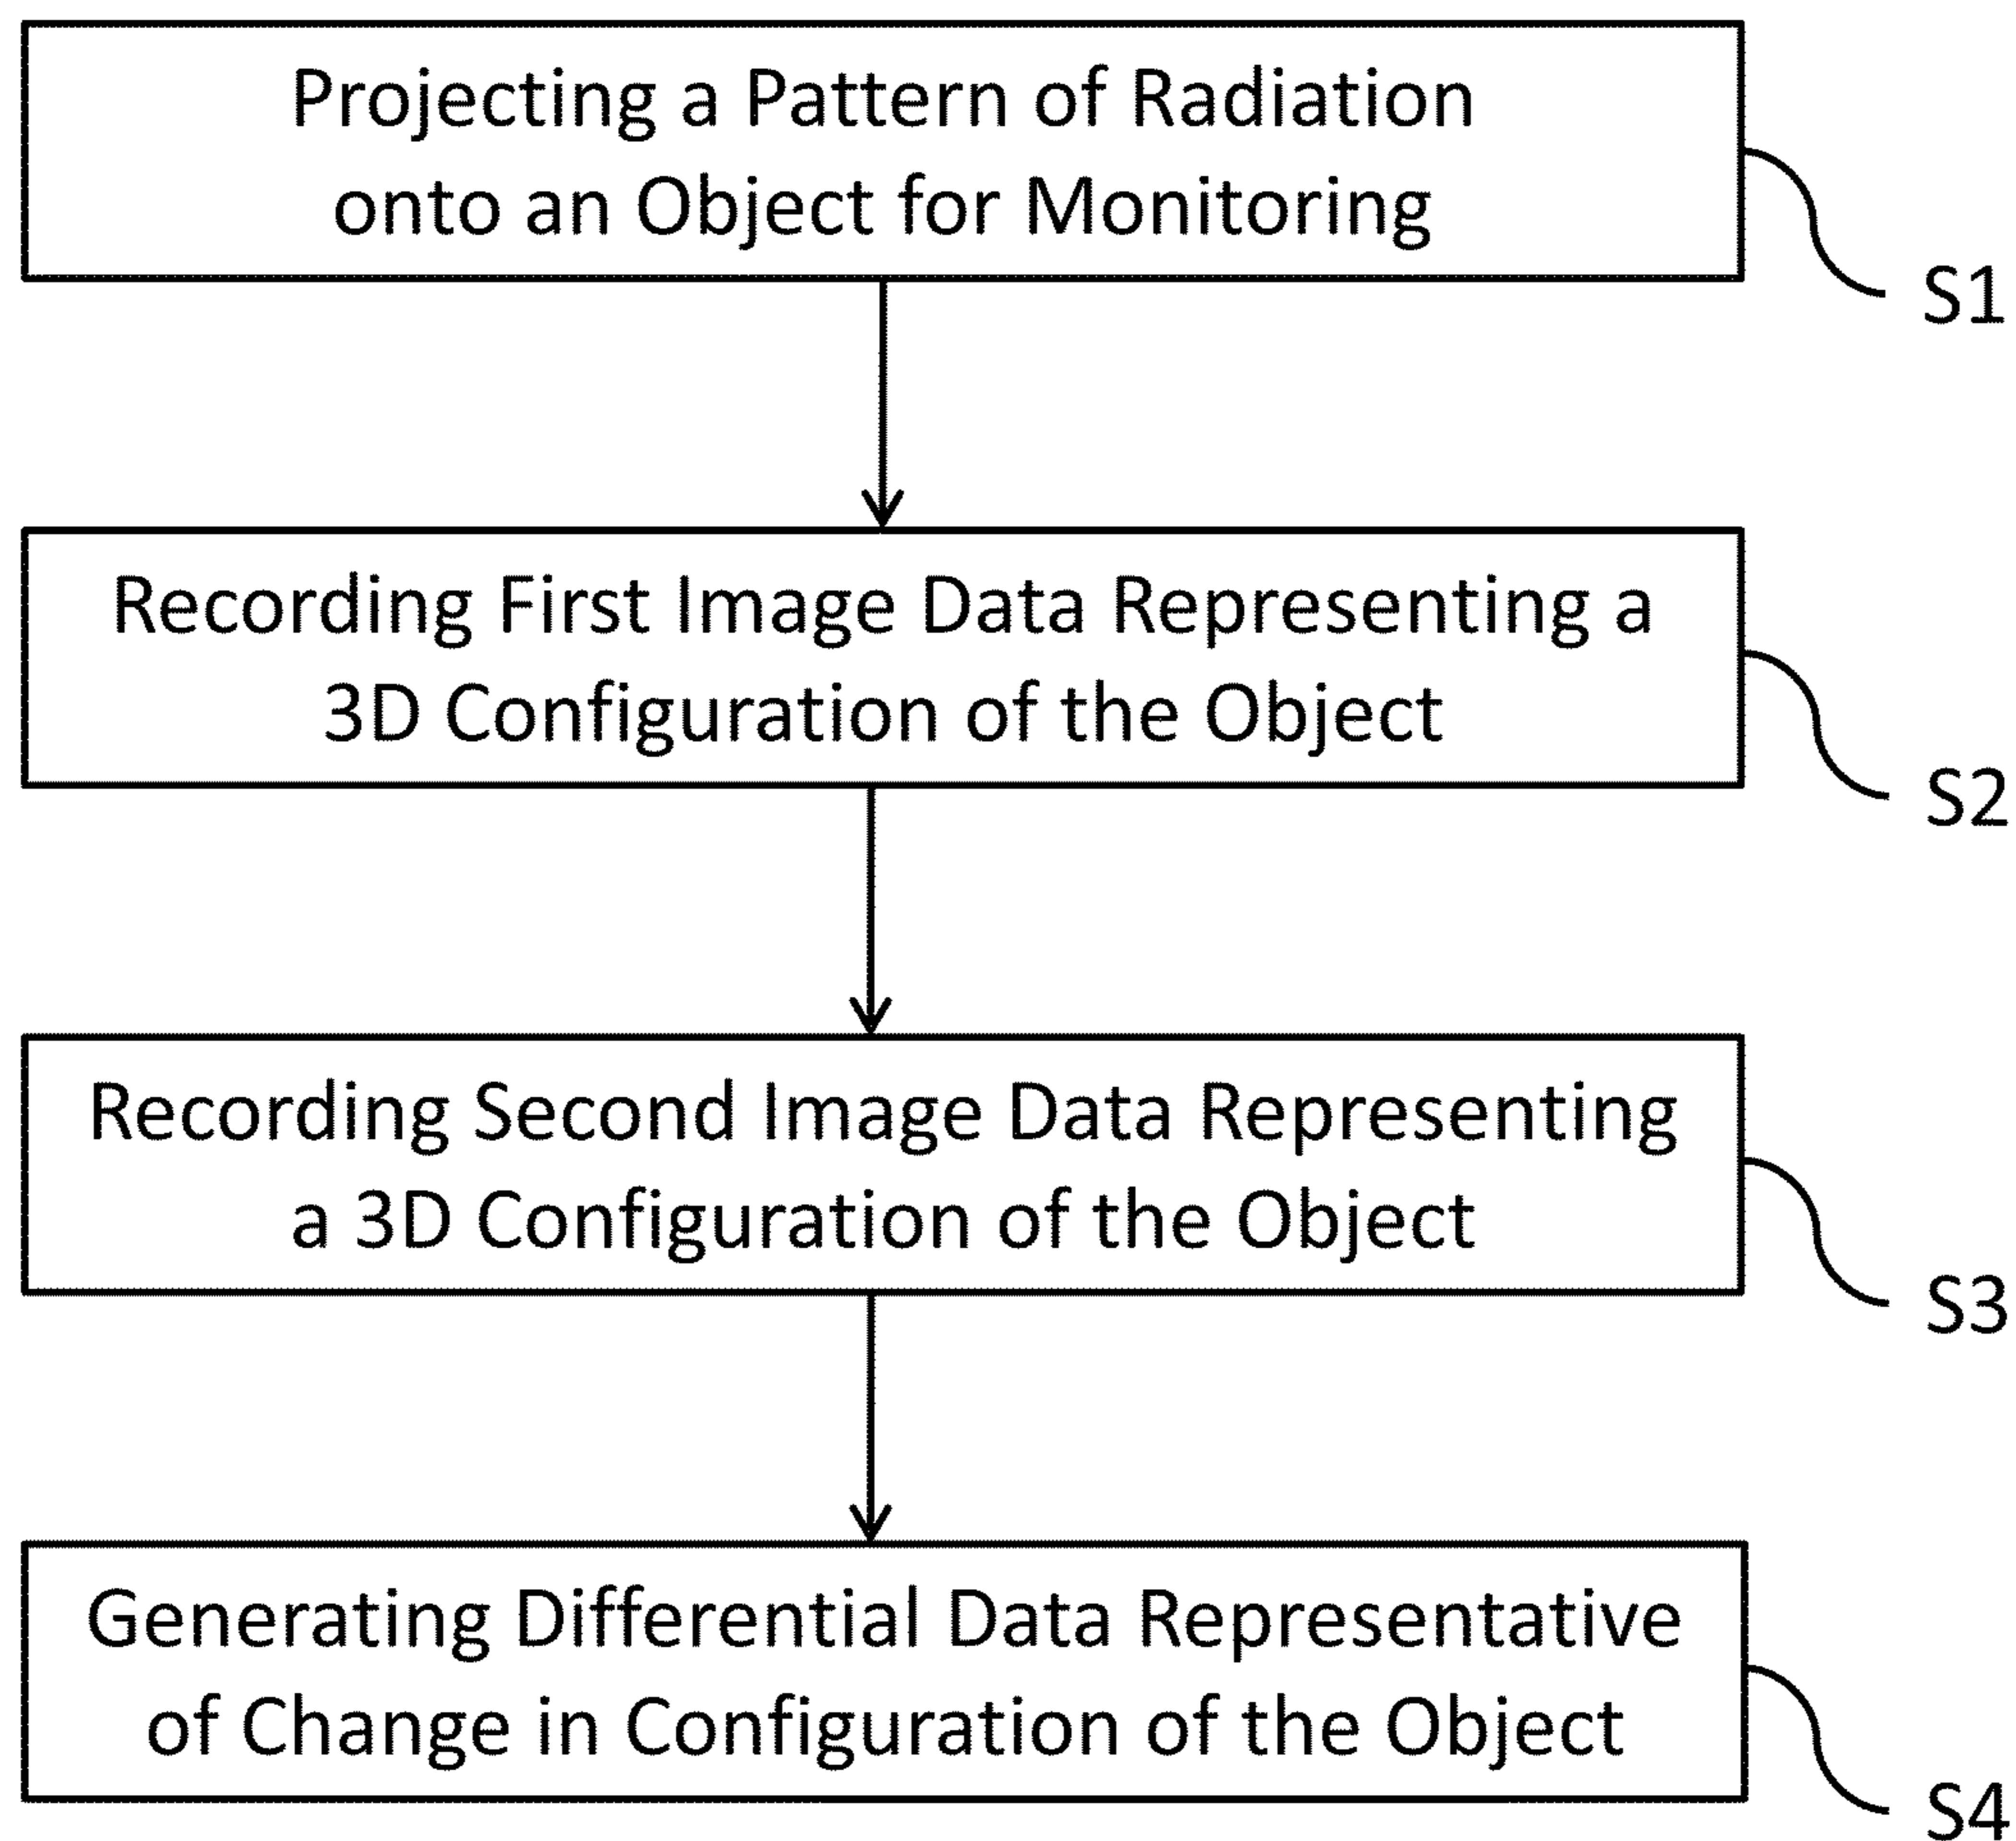 Projecting a Pattern of Radiation
onto an Object for Monitoring
S1
Recording First Image Data Representing a
3D Configuration of the Object
S2
Recording Second Image Data Representing
a 3D Configuration of the Object
S3
Generating Differential Data Representative
of Change in Configuration of the Object
S4